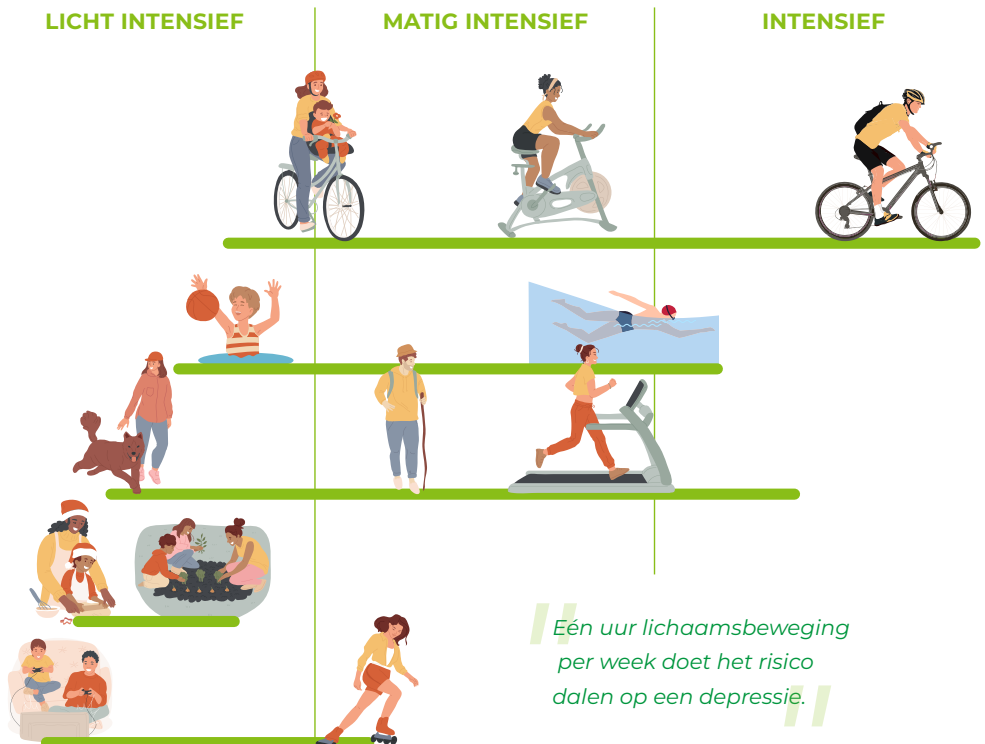 LICHT INTENSIEF
MATIG INTENSIEF
INTENSIEF
Eén uur lichaamsbeweging
per week doet het risico
dalen op een depressie.